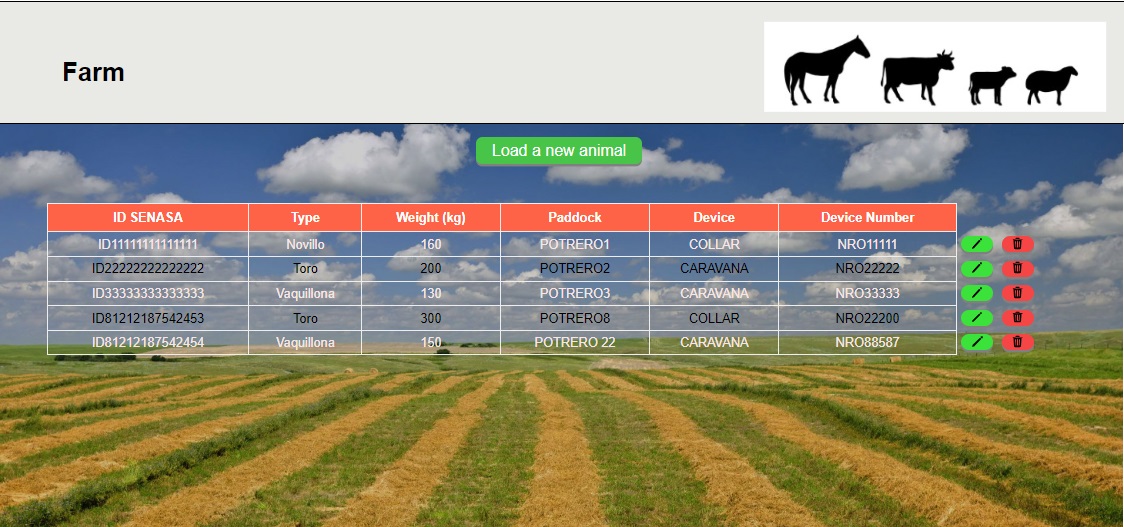 Farm
Load a new animal
ID SENASA Type Weight (kg) Paddock Device Device Number
ID11111111111111 Novillo 160 POTRERO1 COLLAR NRO11111
ID22222222222222 Toro 200 POTRERO2 CARAVANA NRO22222
ID33333333333333 Vaquillona 130 POTRERO3 CARAVANA NRO33333
ID81212187542453 Toro 300 POTRERO8 COLLAR NRO22200
ID81212187542454 Vaquillona 150 POTRERO 22 CARAVANA NRO88587